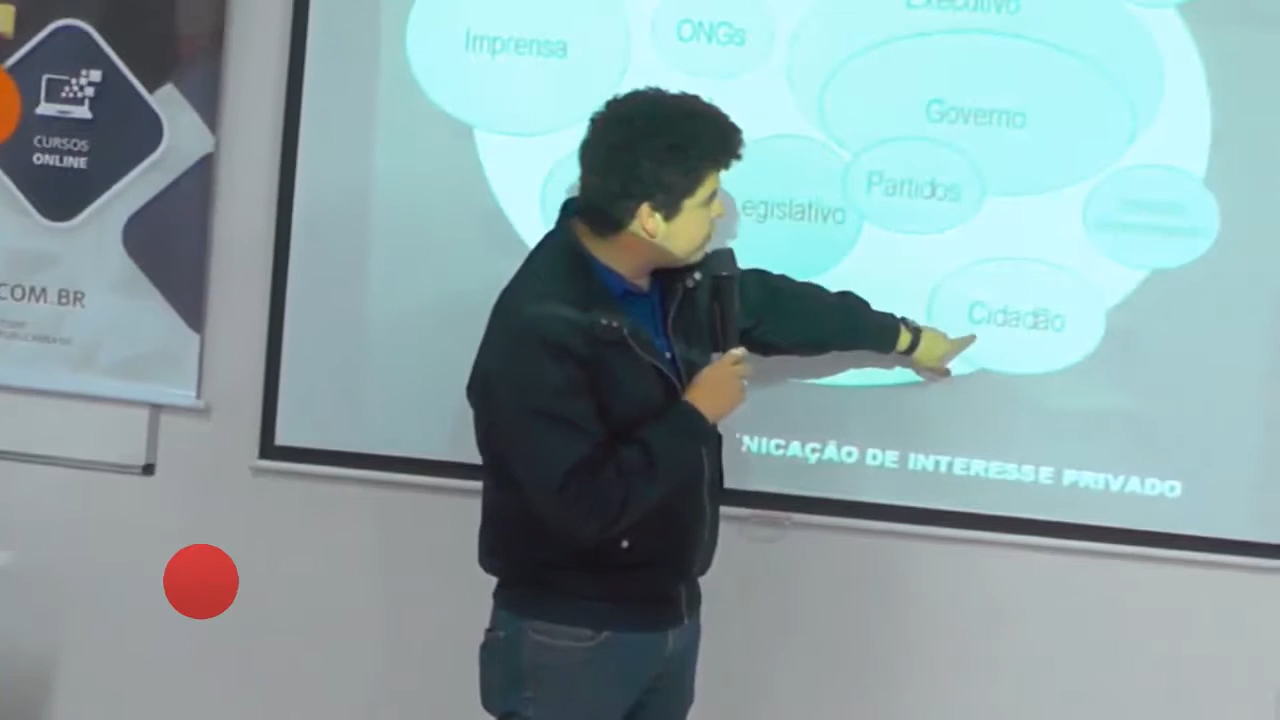 CURSOS
ONLINE
COM.BR
Imprensa
ONGs
Executivo
Governo
Partidos
egislativo
Cidadão
NICAÇÃO DE INTERESSE PRIVADO